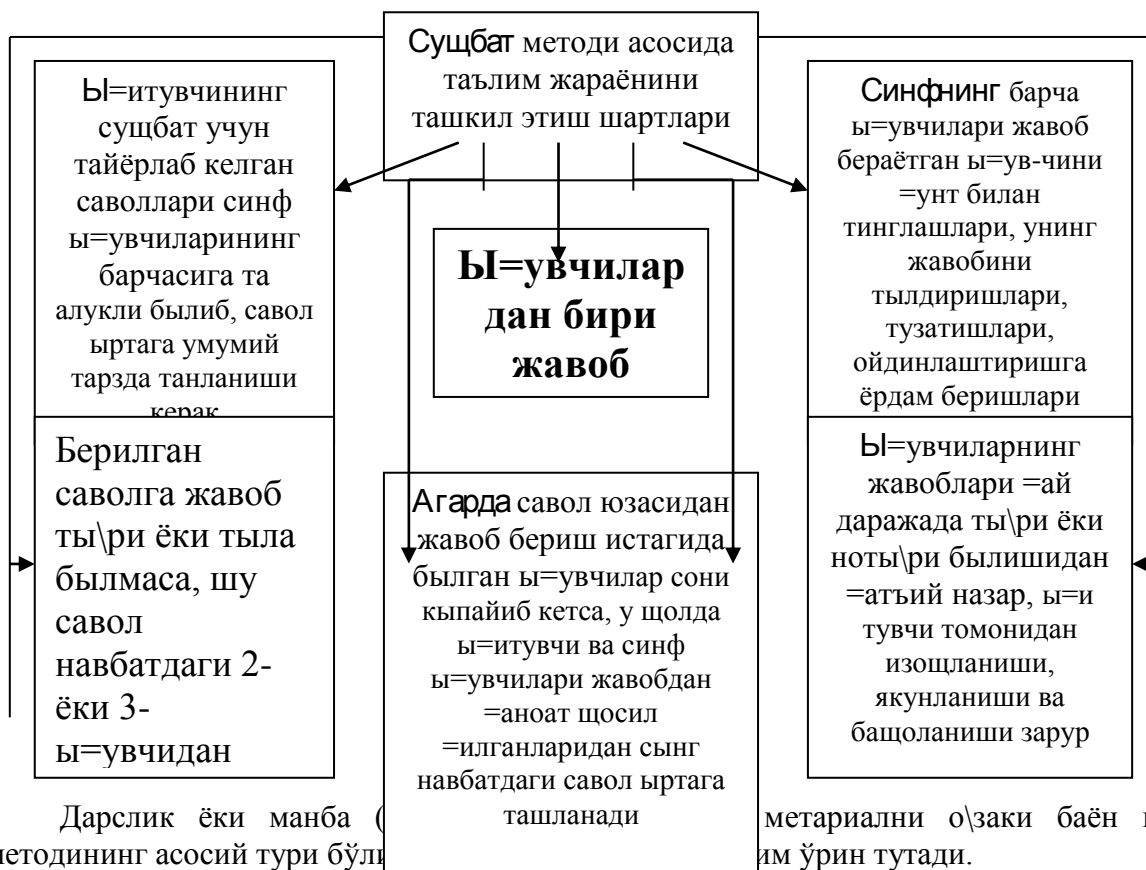 Сущбат методи асосида
таълим жараёнини
ташкил этиш шартлари
Ы=итувчининг
сущбат учун
тайёрлаб келган
саволлари синф
ы=увчиларининг
барчасига та
алукли былиб, савол
ыртага умумий
тарзда танланиши
керак
Ы=увчилар
дан бири
жавоб
Синфнинг барча
ы=увчилари жавоб
бераётган ы=ув-чини
=унт билан
тинглашлари, унинг
жавобини
тылдиришлари,
тузатишлари,
ойдинлаштиришга
ёрдам беришлари
Берилган
саволга жавоб
ты\ри ёки тыла
былмаса, шу
савол
навбатдаги 2-
ёки 3-
ы=увчидан
Агарда савол юзасидан
жавоб бериш истагида
былган ы=увчилар сони
кыпайиб кетса, у щолда
ы=итувчи ва синф
ы=увчилари жавобдан
=аноат щосил
=илганларидан сынг
навбатдаги савол ыртага
ташланади
Ы=увчиларнинг
жавоблари =ай
даражада ты\ри ёки
ноты\ри былишидан
=атъий назар, ы=и
тувчи томонидан
изощланиши,
якунланиши ва
бащоланиши зарур
Дарслик ёки манба ( метариални о\заки баён
методининг асосий тури ўрин тутади.